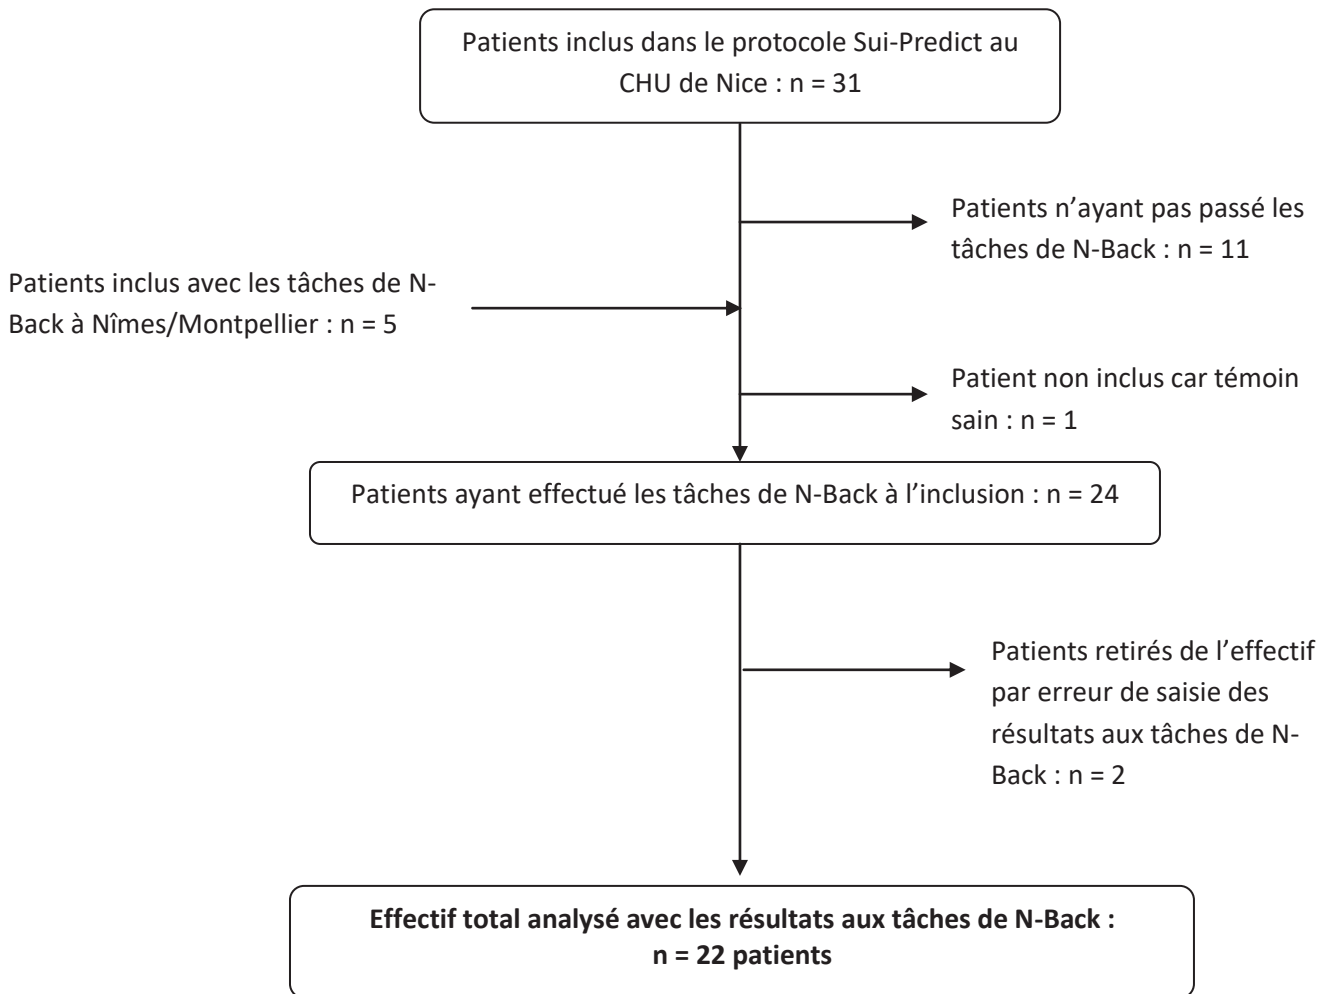 Patients inclus dans le protocole Sui-Predict au
CHU de Nice : n = 31
Patients n’ayant pas passé les
tâches de N-Back : n = 11
Patients inclus avec les tâches de N-
Back à Nîmes/Montpellier : n = 5
Patient non inclus car témoin
sain : n = 1
Patients ayant effectué les tâches de N-Back à l’inclusion : n = 24
Patients retirés de l’effectif
par erreur de saisie des
résultats aux tâches de N-
Back : n = 2
Effectif total analysé avec les résultats aux tâches de N-Back :
n = 22 patients